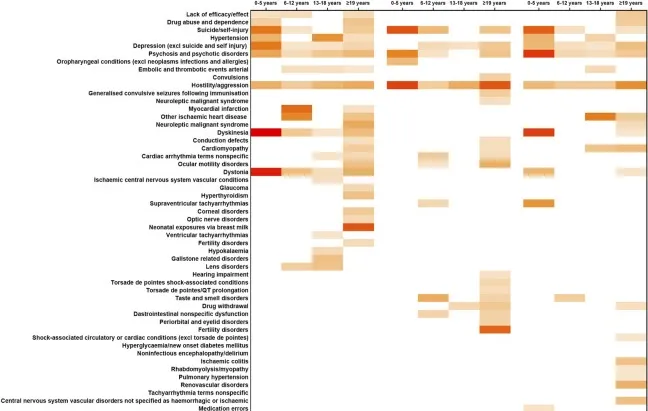 0-5 years 6-12 years 13-18 years ≥19 years 0-5 years 6-12 years 13-18 years ≥19 years 0-5 years 6-12 years 13-18 years ≥19 years
Lack of efficacy/effect
Drug abuse and dependence
Suicide/self-injury
Hypertension
Depression (excl suicide and self injury)
Psychosis and psychotic disorders
Oropharyngeal conditions (excl neoplasms infections and allergies)
Embolic and thrombotic events arterial
Convulsions
Hostility/aggression
Generalised convulsive seizures following immunisation
Neuroleptic malignant syndrome
Myocardial infarction
Other ischaemic heart disease
Neuroleptic malignant syndrome
Dyskinesia
Conduction defects
Cardiomyopathy
Cardiac arrhythmia terms nonspecific
Ocular motility disorders
Dystonia
Ischaemic central nervous system vascular conditions
Glaucoma
Hyperthyroidism
Supraventricular tachyarrhythmias
Corneal disorders
Optic nerve disorders
Neonatal exposures via breast milk
Ventricular tachyarrhythmias
Fertility disorders
Hypokalaemia
Gallstone related disorders
Lens disorders
Hearing impairment
Torsade de pointes shock-associated conditions
Torsade de pointes/QT prolongation
Taste and smell disorders
Drug withdrawal
Dastrointestinal nonspecific dysfunction
Periorbital and eyelid disorders
Fertility disorders
Shock-associated circulatory or cardiac conditions (excl torsade de pointes)
Hyperglycaemia/new onset diabetes mellitus
Noninfectious encephalopathy/delirium
Ischaemic colitis
Rhabdomyolysis/myopathy
Pulmonary hypertension
Renovascular disorders
Tachyarrhythmia terms nonspecific
Central nervous system vascular disorders not specified as haemorrhagic or ischaemic
Medication errors